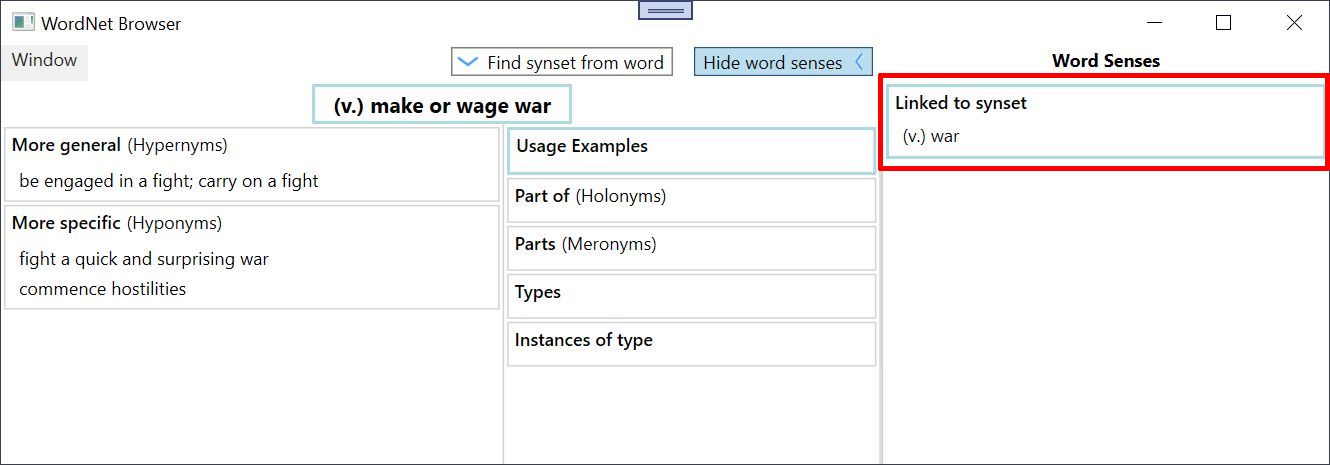 WordNet Browser
Window
Find synset from word
Hide word senses
Word Senses
(v.) make or wage war
More general (Hypernyms)
be engaged in a fight; carry on a fight
More specific (Hyponyms)
fight a quick and surprising war
commence hostilities
Usage Examples
Part of (Holonyms)
Parts (Meronyms)
Types
Instances of type
Linked to synset
(v.) war